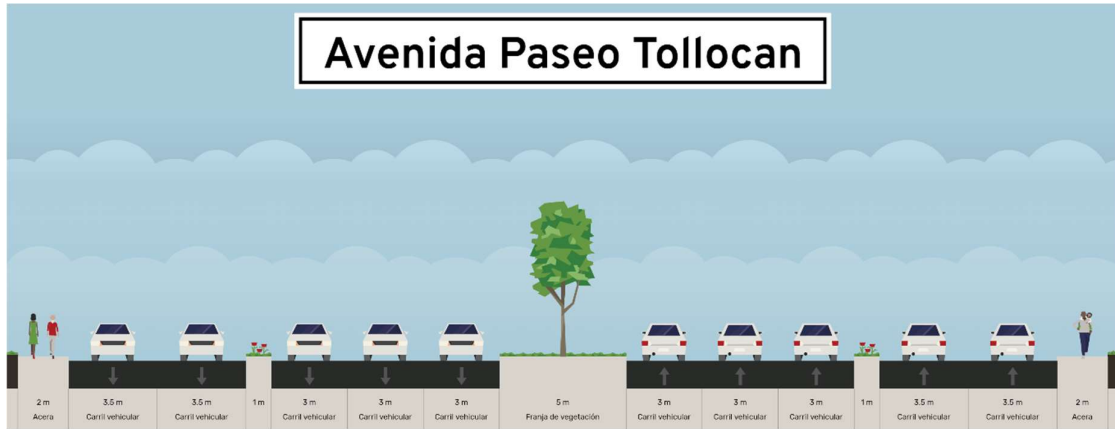 Avenida Paseo Tollocan
2 m 3.5 m 3.5 m 1 m 3 m 3 m 3 m 5 m 3 m 3 m 3 m 1 m 3.5 m 3.5 m 2 m
Acera Carril vehicular Carril vehicular Carril vehicular Carril vehicular Carril vehicular Franja de vegetación Carril vehicular Carril vehicular Carril vehicular Carril vehicular Carril vehicular Acera